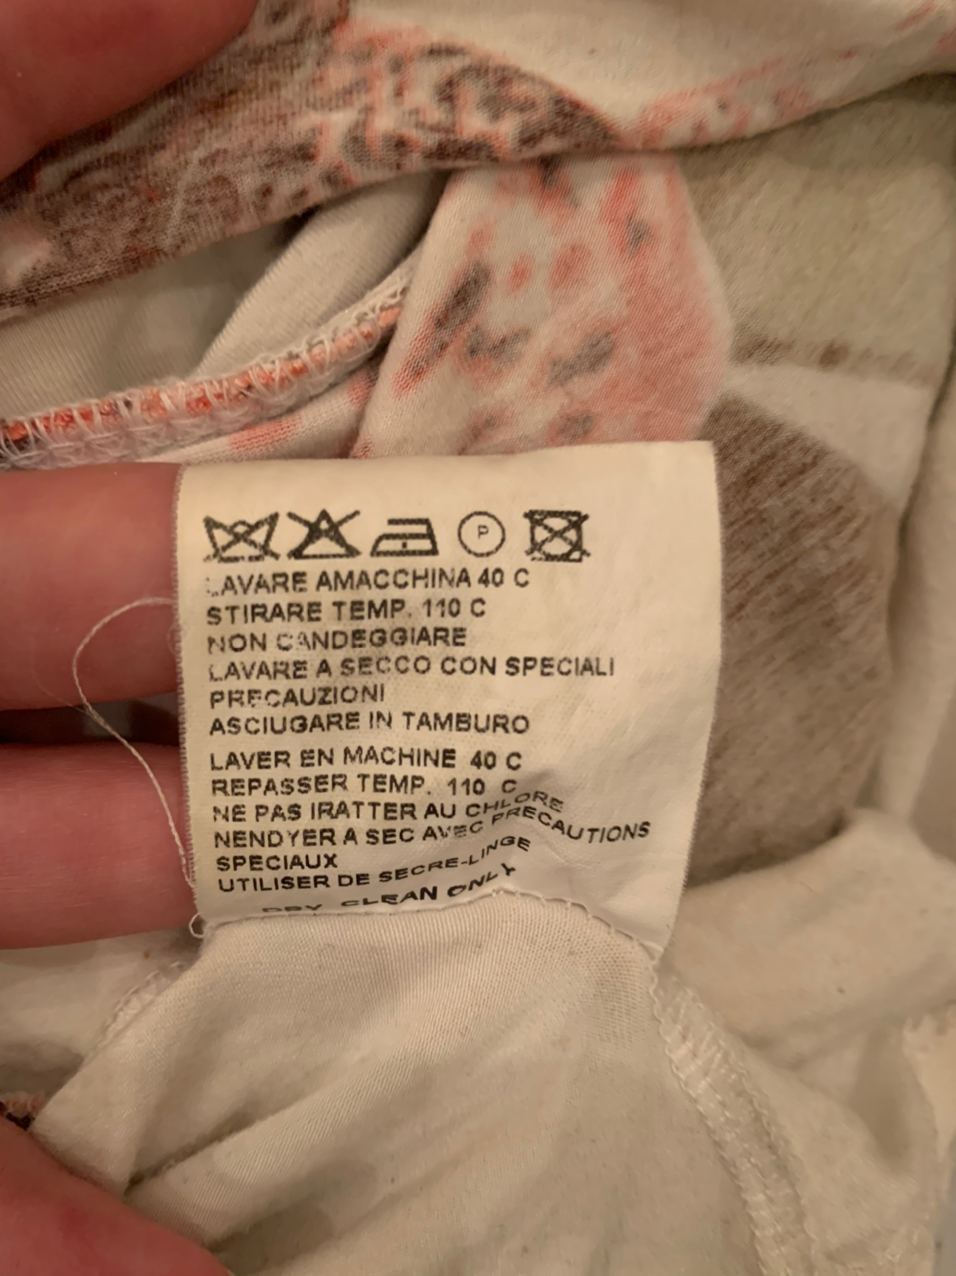 P
LAVARE AMACCHINA 40 C
STIRARE TEMP. 110 C
NON CANDEGGIARE
LAVARE A SECCO CON SPECIALI
PRECAUZIONI
ASCIUGARE IN TAMBURO
LAVER EN MACHINE 40 C
REPASSER TEMP. 110 C
NE PAS IRATTER AU CHLORE
NENDYER A SEC AVEC PRECAUTIONS
SPECIAUX
UTILISER DE SECRE-LINGE
DRY CLEAN ONLY